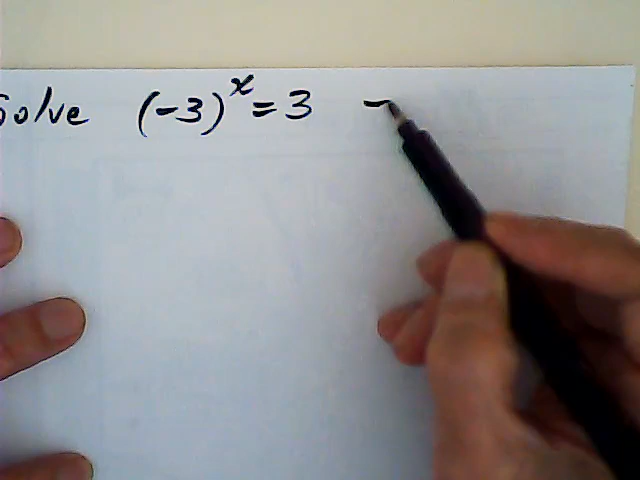 Solve (-3)^x = 3 -